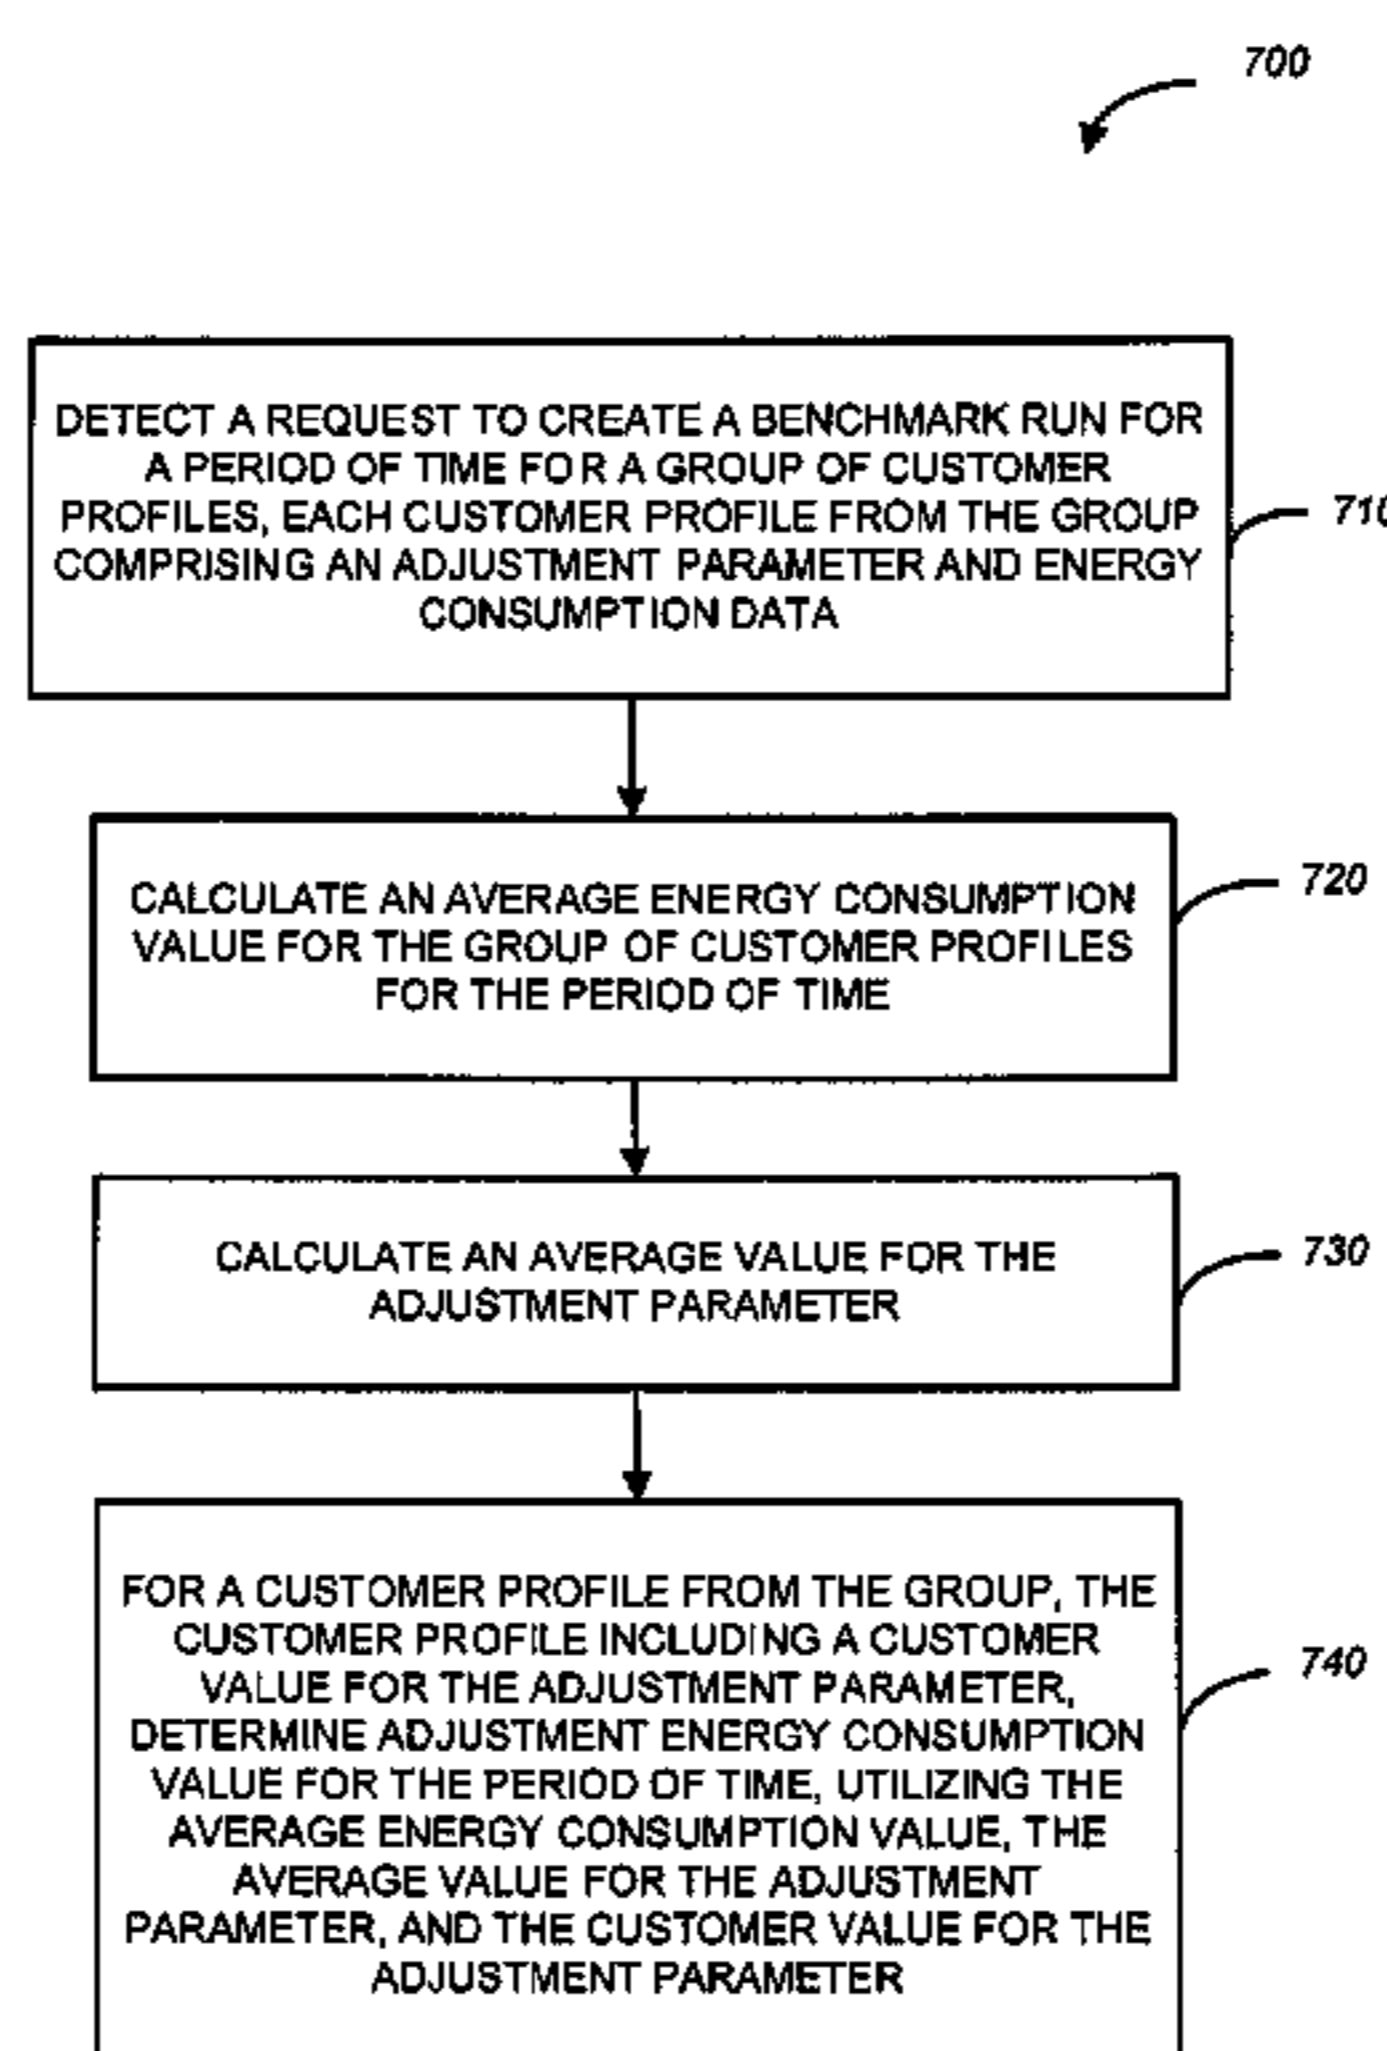 700
DETECT A REQUEST TO CREATE A BENCHMARK RUN FOR
A PERIOD OF TIME FOR A GROUP OF CUSTOMER
PROFILES, EACH CUSTOMER PROFILE FROM THE GROUP
COMPRISING AN ADJUSTMENT PARAMETER AND ENERGY
CONSUMPTION DATA
710
CALCULATE AN AVERAGE ENERGY CONSUMPTION
VALUE FOR THE GROUP OF CUSTOMER PROFILES
FOR THE PERIOD OF TIME
720
CALCULATE AN AVERAGE VALUE FOR THE
ADJUSTMENT PARAMETER
730
FOR A CUSTOMER PROFILE FROM THE GROUP, THE
CUSTOMER PROFILE INCLUDING A CUSTOMER
VALUE FOR THE ADJUSTMENT PARAMETER,
DETERMINE ADJUSTMENT ENERGY CONSUMPTION
VALUE FOR THE PERIOD OF TIME, UTILIZING THE
AVERAGE ENERGY CONSUMPTION VALUE, THE
AVERAGE VALUE FOR THE ADJUSTMENT
PARAMETER, AND THE CUSTOMER VALUE FOR THE
ADJUSTMENT PARAMETER
740